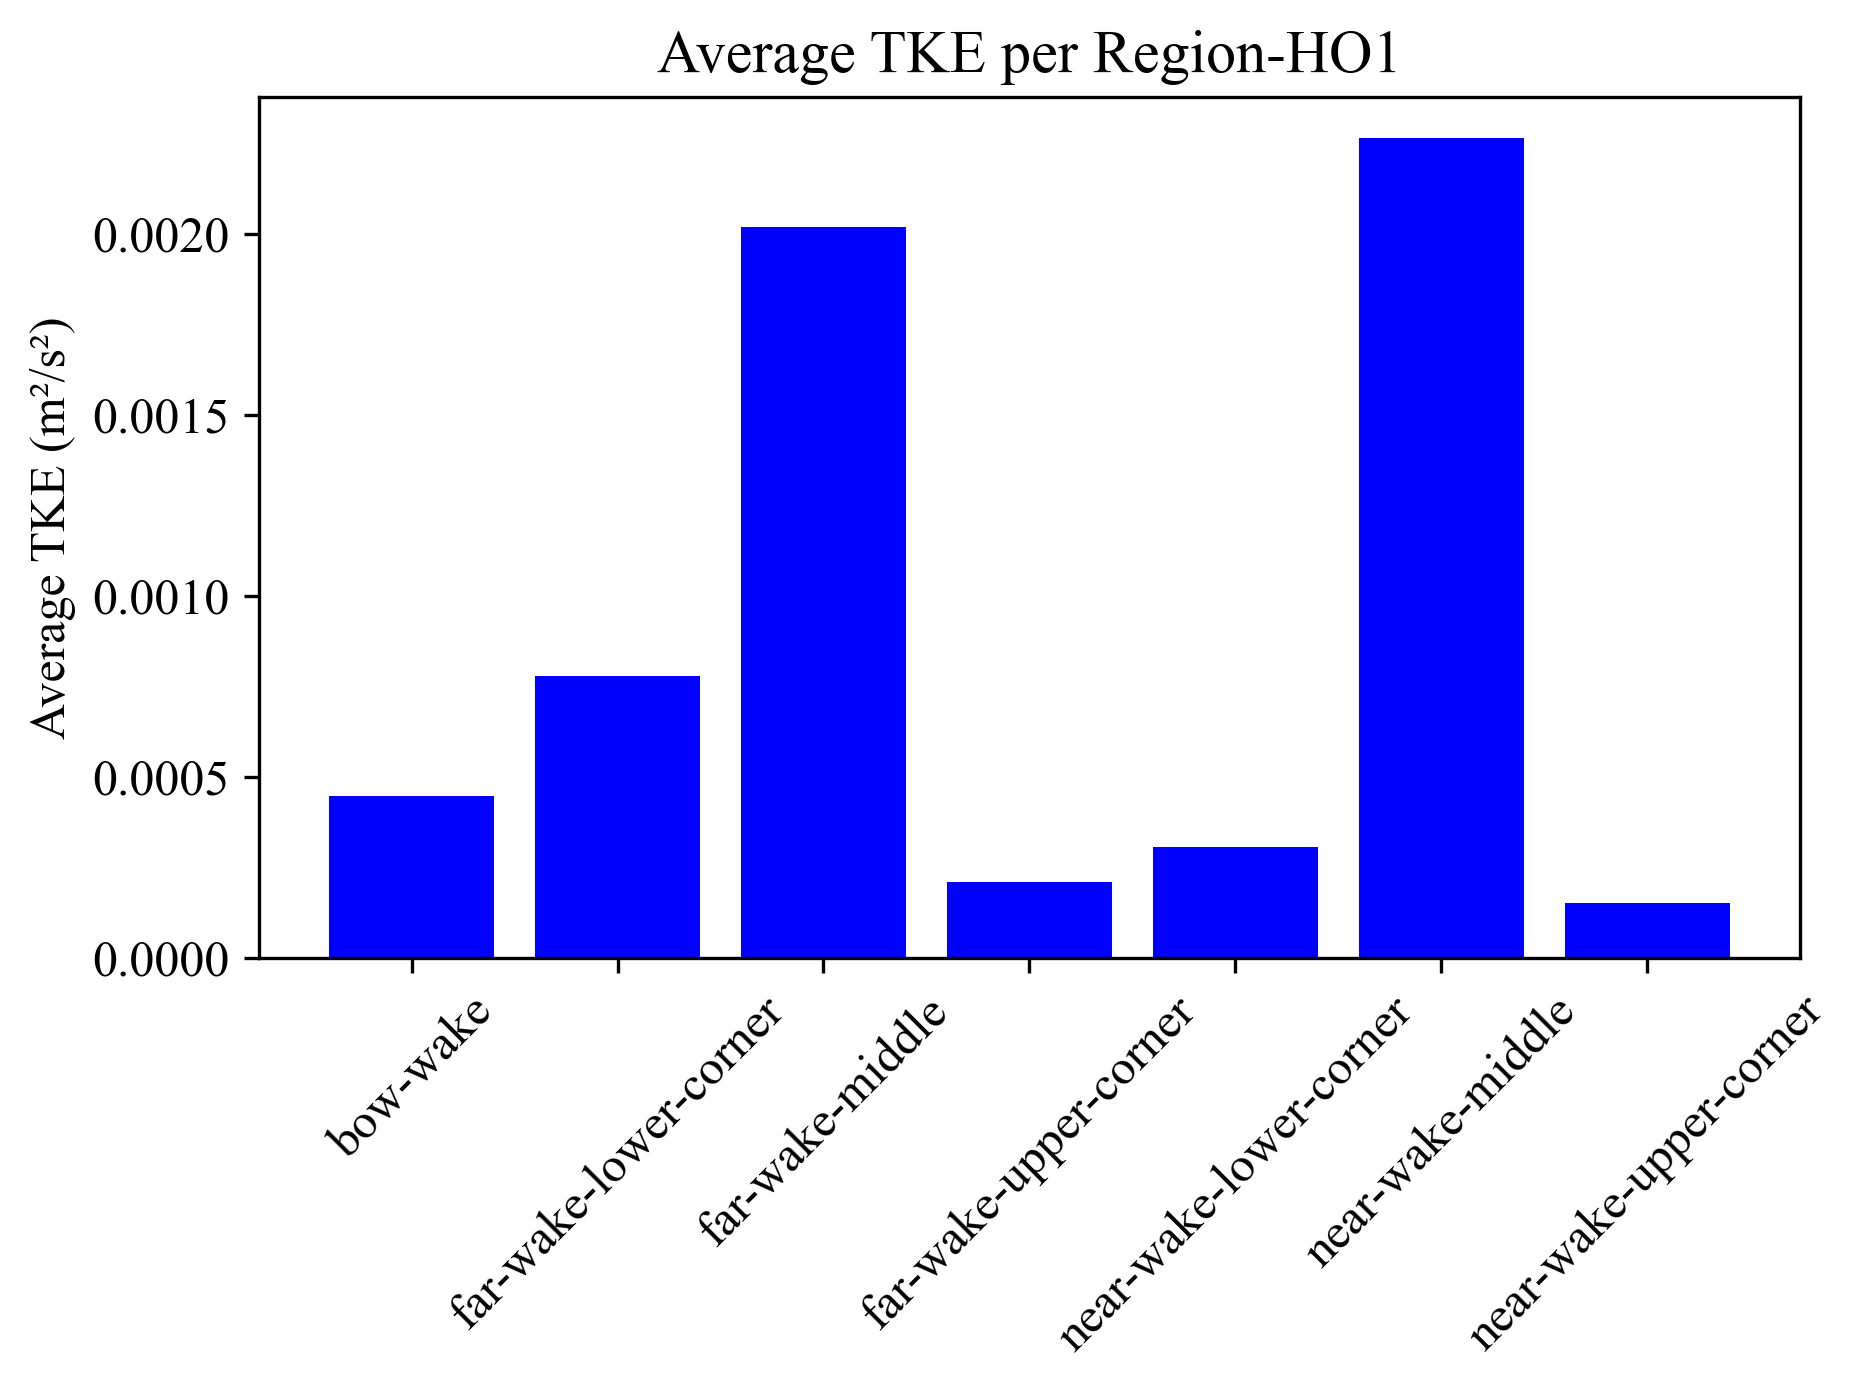 Average TKE per Region-HO1
Average TKE (m²/s²)
0.0020
0.0015
0.0010
0.0005
0.0000
bow-wake
far-wake-lower-corner
far-wake-middle
far-wake-upper-corner
near-wake-lower-corner
near-wake-middle
near-wake-upper-corner